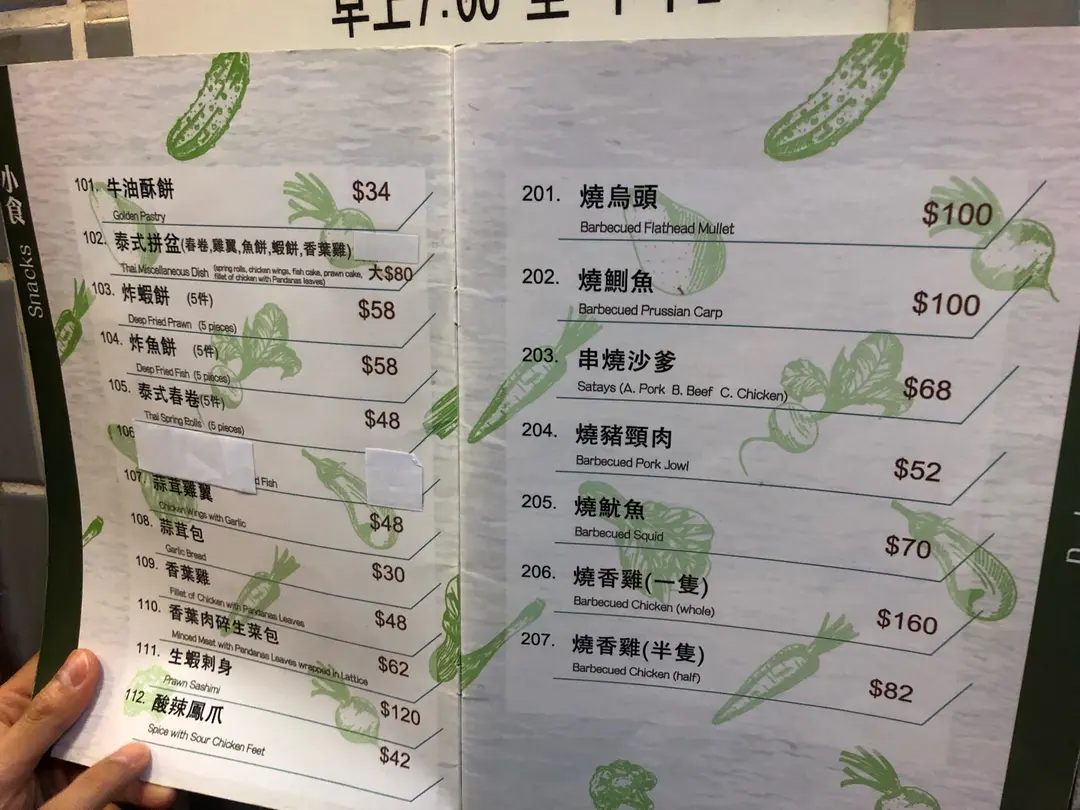 早上7:00 至
小食 Snacks
101. 牛油酥餅 $34
Golden Pastry
102. 泰式拼盆(春卷,雞翼,魚餅,蝦餅,香葉雞)
Thai Miscellaneous Dish (spring rolls, chicken wings, fish cake, prawn cake, 大$80
fillet of chicken with Pandanas leaves)
103. 炸蝦餅 (5件) $58
Deep Fried Prawn (5 pieces)
104. 炸魚餅 (5件) $58
Deep Fried Fish (5 pieces)
105. 泰式春卷(5件) $48
Thai Spring Rolls (5 pieces)
106
d Fish
107. 蒜茸雞翼 $48
Chicken Wings with Garlic
108. 蒜茸包 $30
Garlic Bread
109. 香葉雞 $48
Fillet of Chicken with Pandanas Leaves
110. 香葉肉碎生菜包 $62
Minced Meat with Pandanas Leaves wrapped in Lattice
111. 生蝦刺身 $120
Prawn Sashimi
112. 酸辣鳳爪 $42
Spice with Sour Chicken Feet
201. 燒烏頭 $100
Barbecued Flathead Mullet
202. 燒鯽魚 $100
Barbecued Prussian Carp
203. 串燒沙爹 $68
Satays (A. Pork B. Beef C. Chicken)
204. 燒豬頸肉 $52
Barbecued Pork Jowl
205. 燒魷魚 $70
Barbecued Squid
206. 燒香雞(一隻) $160
Barbecued Chicken (whole)
207. 燒香雞(半隻) $82
Barbecued Chicken (half)